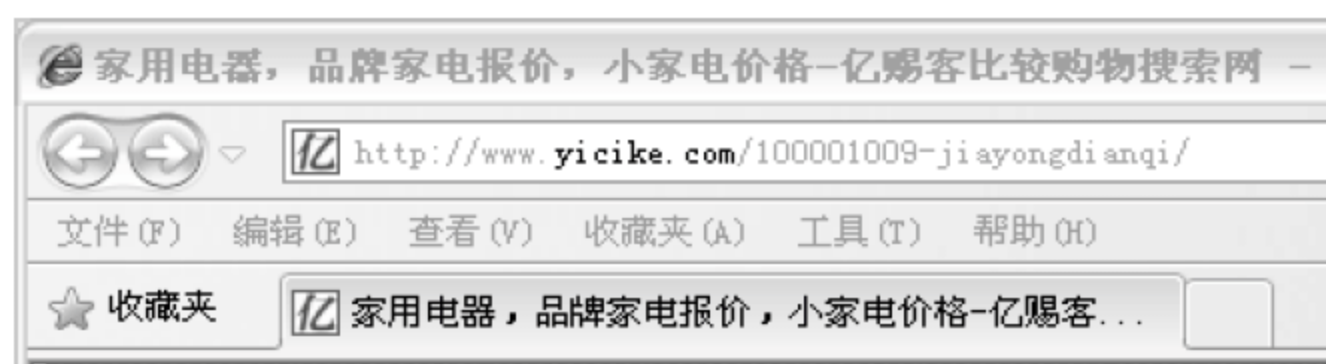 家用电器，品牌家电报价，小家电价格-亿赐客比较购物搜索网 -
亿 http://www.yicike.com/100001009-jiayongdianqi/
文件(F) 编辑(E) 查看(V) 收藏夹(A) 工具(T) 帮助(H)
收藏夹 亿 家用电器，品牌家电报价，小家电价格-亿赐客...